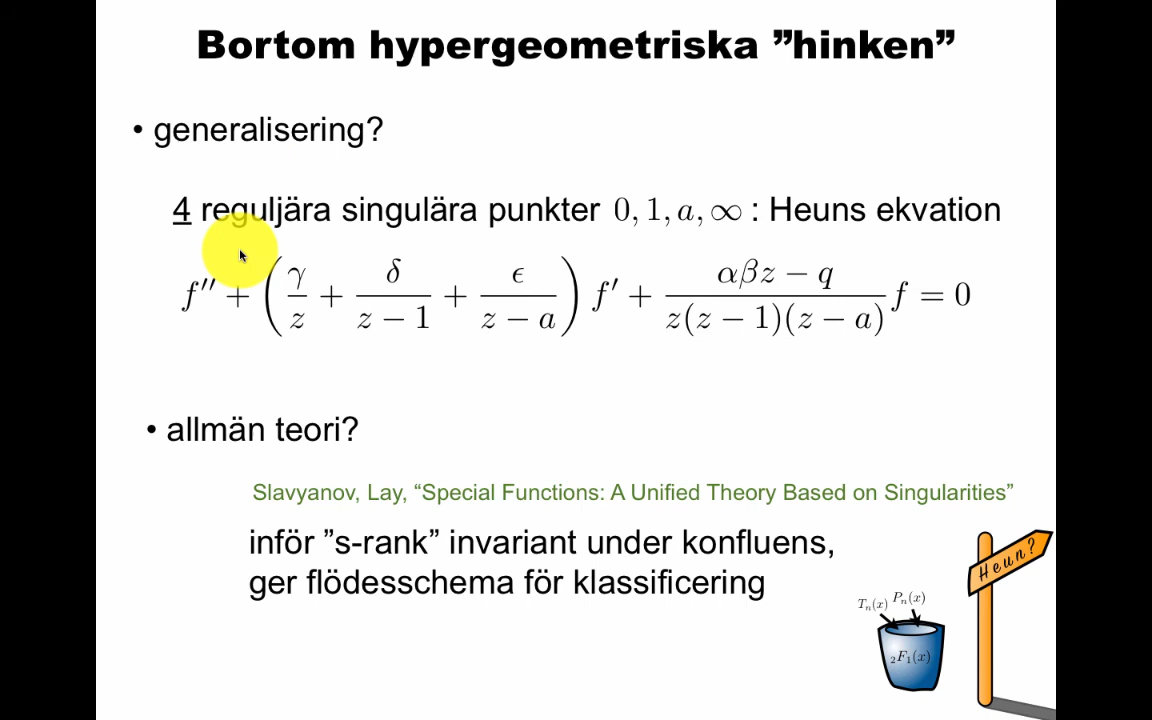 Bortom hypergeometriska ”hinken”
• generalisering?
4 reguljära singulära punkter 0, 1, a, ∞ : Heuns ekvation
f″ + (γ/z + δ/(z − 1) + ϵ/(z − a)) f′ + (αβz − q)/(z(z − 1)(z − a)) f = 0
• allmän teori?
Slavyanov, Lay, “Special Functions: A Unified Theory Based on Singularities”
inför ”s-rank” invariant under konfluens,
ger flödesschema för klassificering
Heun?
Tₙ(x) Pₙ(x)
₂F₁(x)